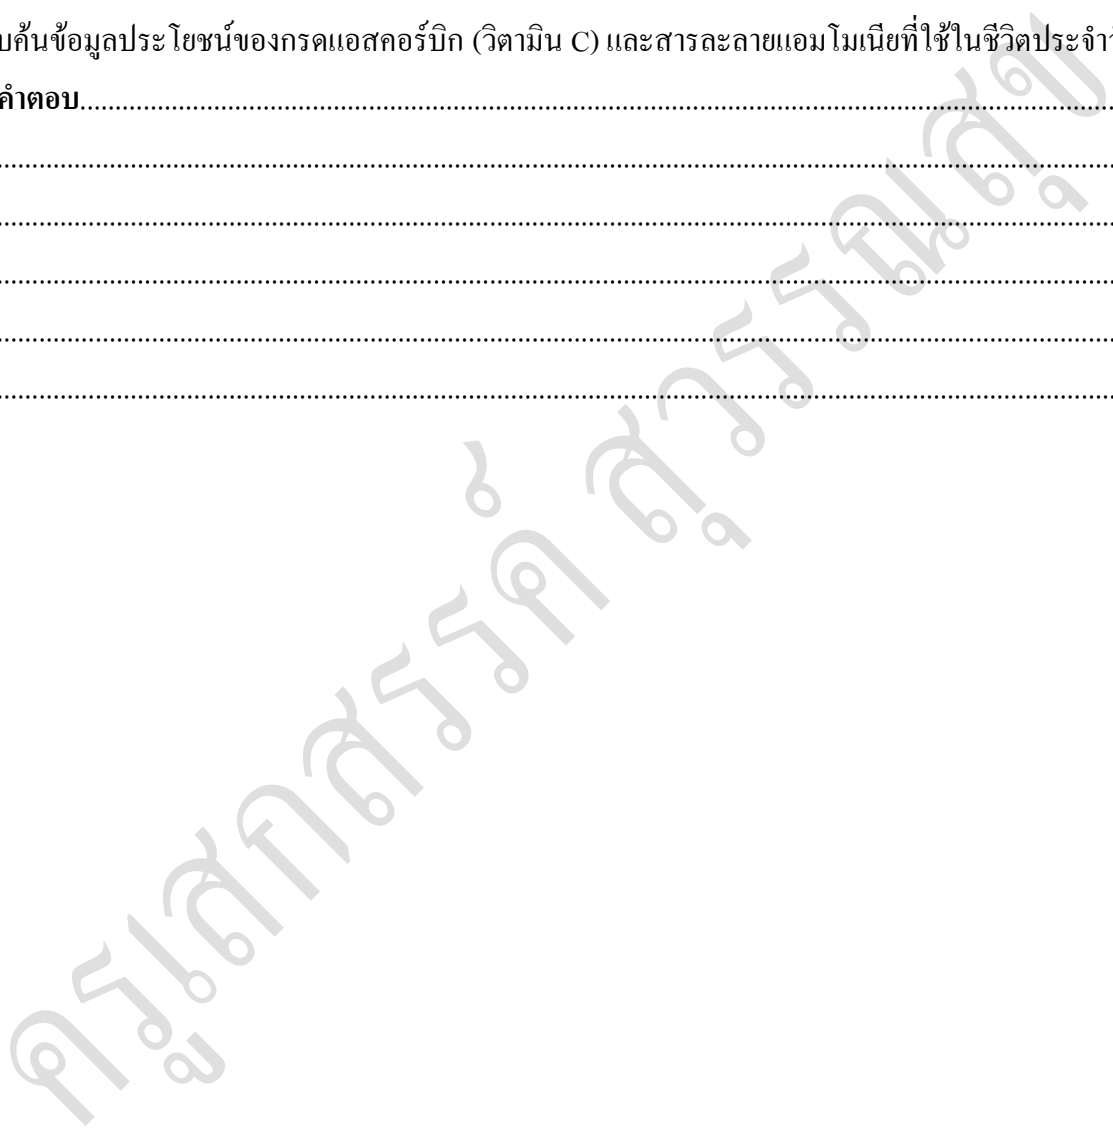 บค้นข้อมูลประโยชน์ของกรดแอสคอร์บิก (วิตามิน C) และสารละลายแอมโมเนียที่ใช้ในชีวิตประจำ
คำตอบ................................................................................
................................................................................
................................................................................
................................................................................
................................................................................
................................................................................
ครูเสกสรรค์ สุวรรณสุข